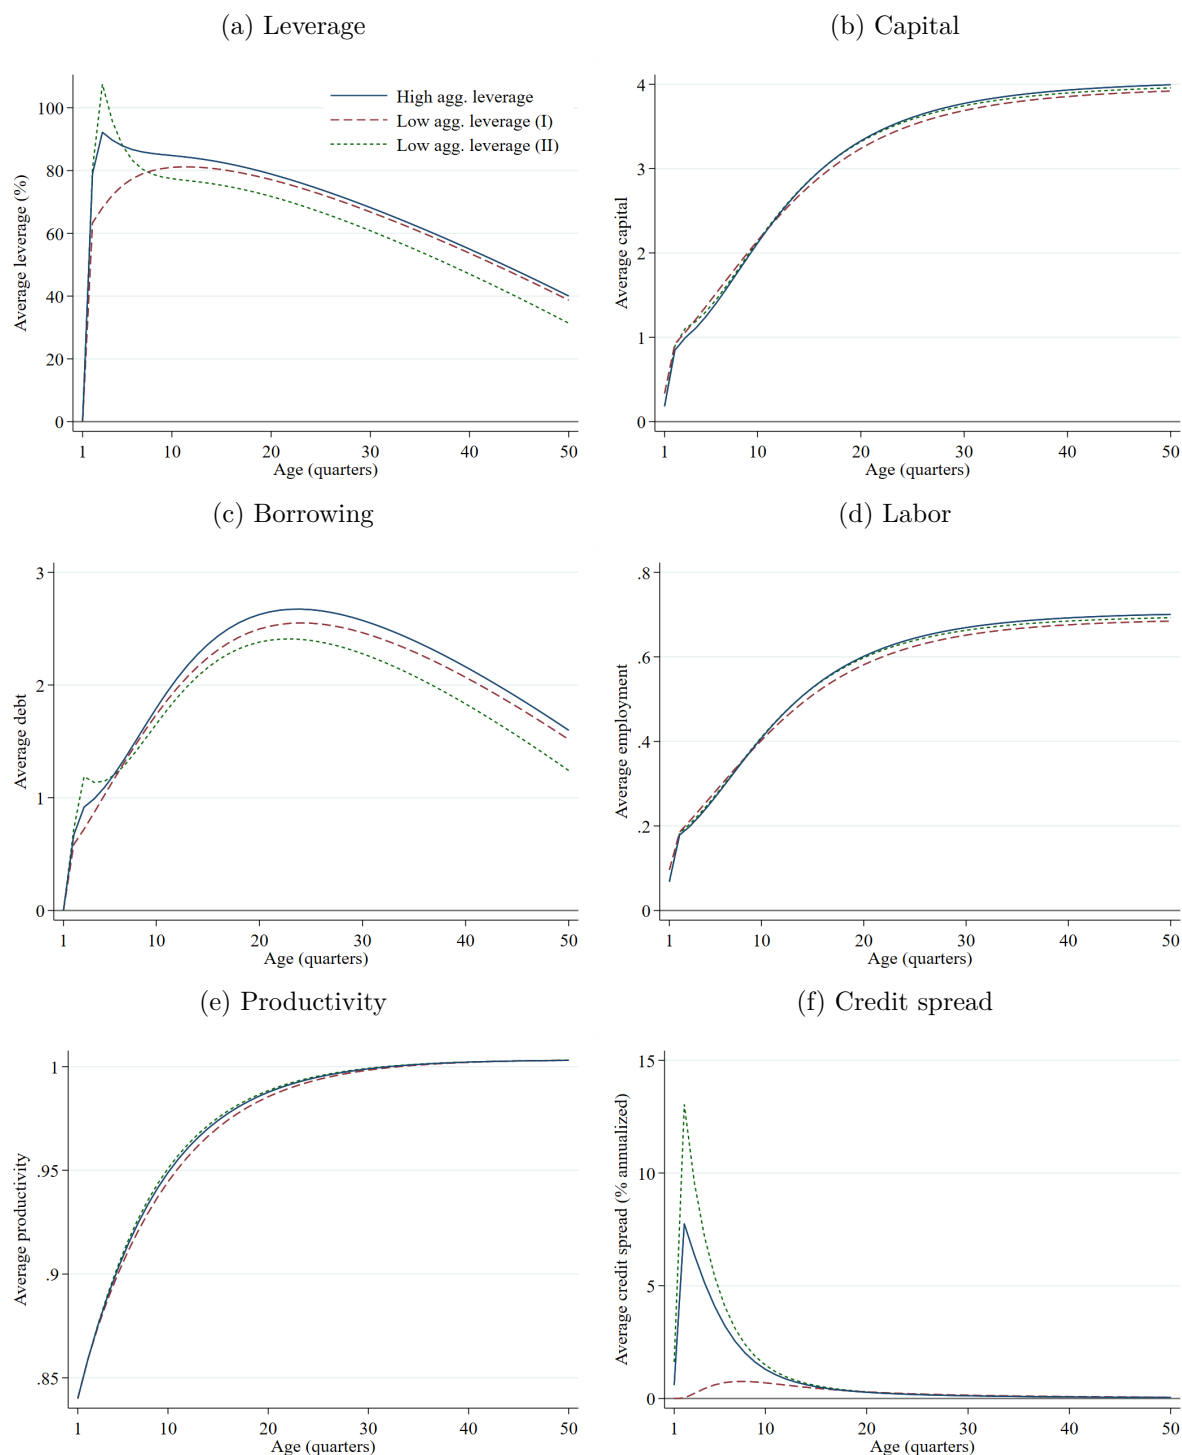 (a) Leverage
Average leverage (%)
100
80
60
40
20
0
High agg. leverage
Low agg. leverage (I)
Low agg. leverage (II)
1 10 20 30 40 50
Age (quarters)
(b) Capital
Average capital
4
3
2
1
0
1 10 20 30 40 50
Age (quarters)
(c) Borrowing
Average debt
3
2
1
0
1 10 20 30 40 50
Age (quarters)
(d) Labor
Average employment
.8
.6
.4
.2
0
1 10 20 30 40 50
Age (quarters)
(e) Productivity
Average productivity
1
.95
.9
.85
1 10 20 30 40 50
Age (quarters)
(f) Credit spread
Average credit spread (% annualized)
15
10
5
0
1 10 20 30 40 50
Age (quarters)